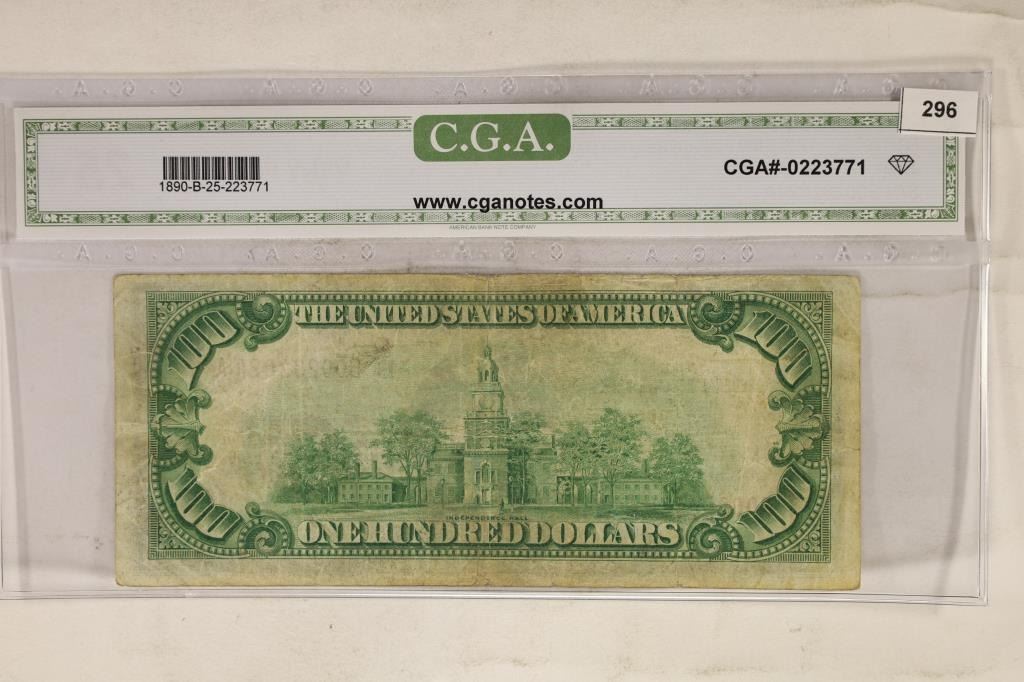 296
C.G.A.
1890-B-25-223771
CGA#-0223771
www.cganotes.com
AMERICAN BANK NOTE COMPANY
THE UNITED STATES OF AMERICA
100
100
INDEPENDENCE HALL
100
100
ONE HUNDRED DOLLARS